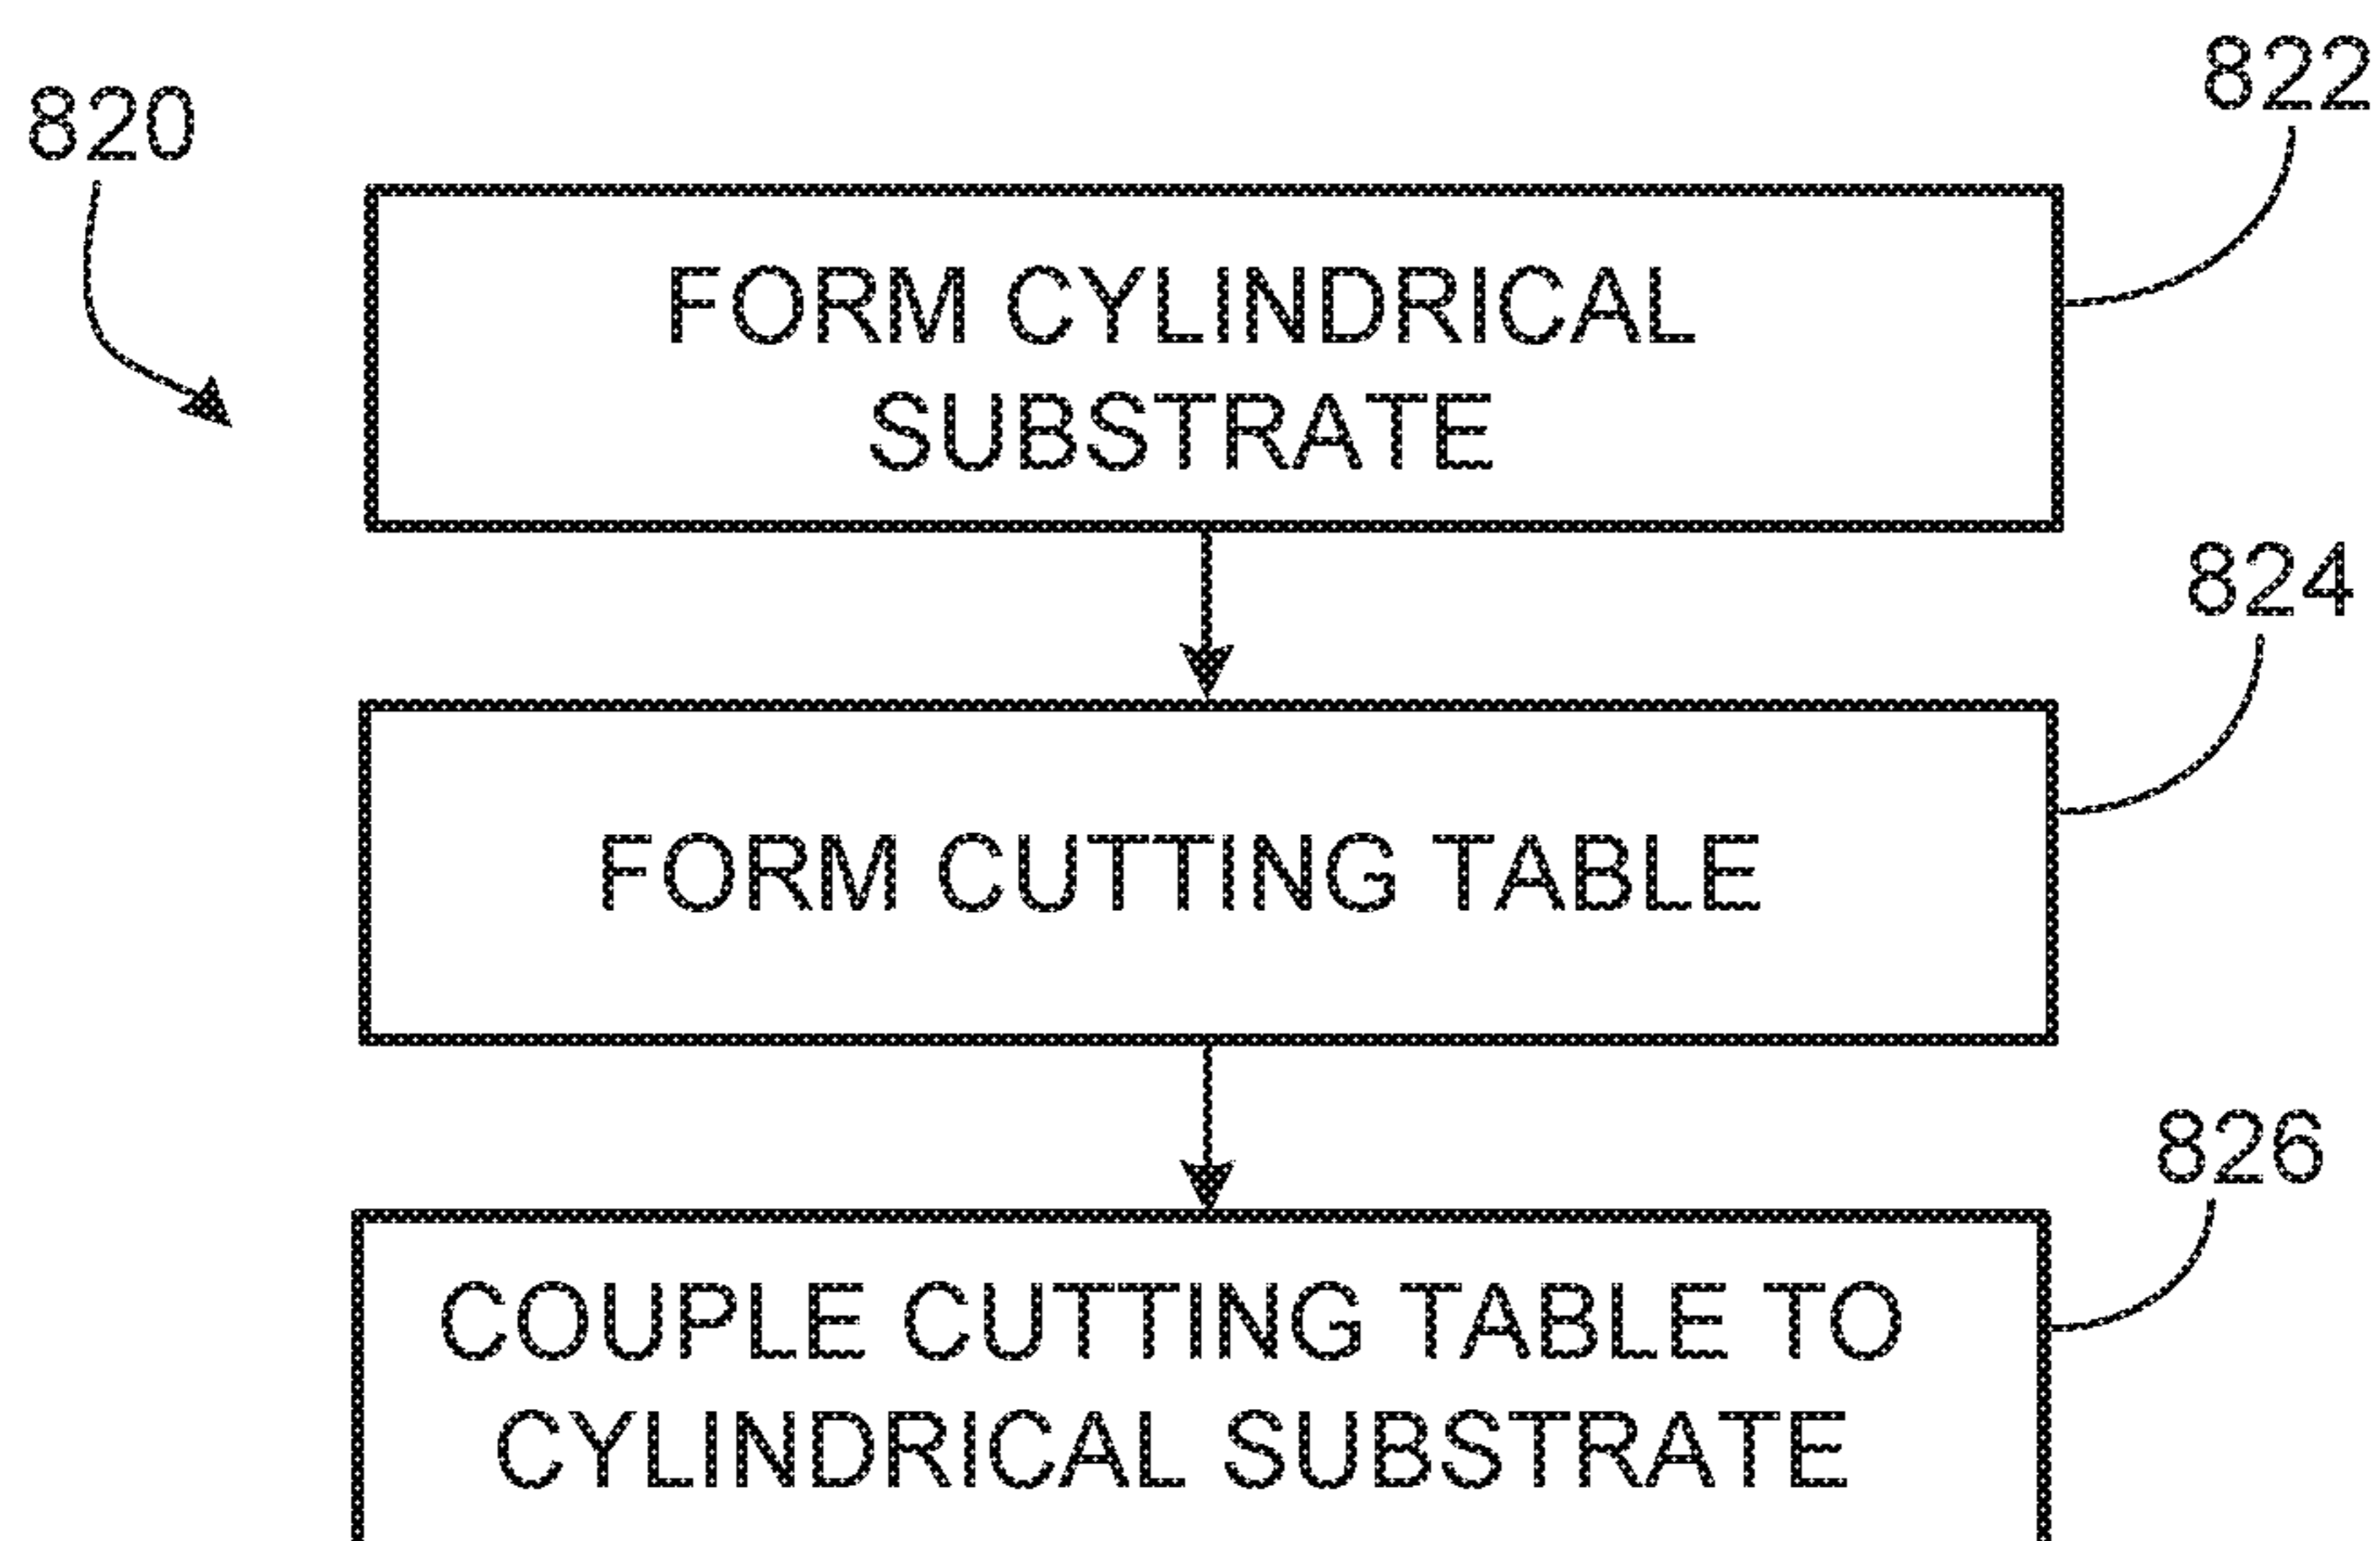 820
822
FORM CYLINDRICAL
SUBSTRATE
824
FORM CUTTING TABLE
826
COUPLE CUTTING TABLE TO
CYLINDRICAL SUBSTRATE